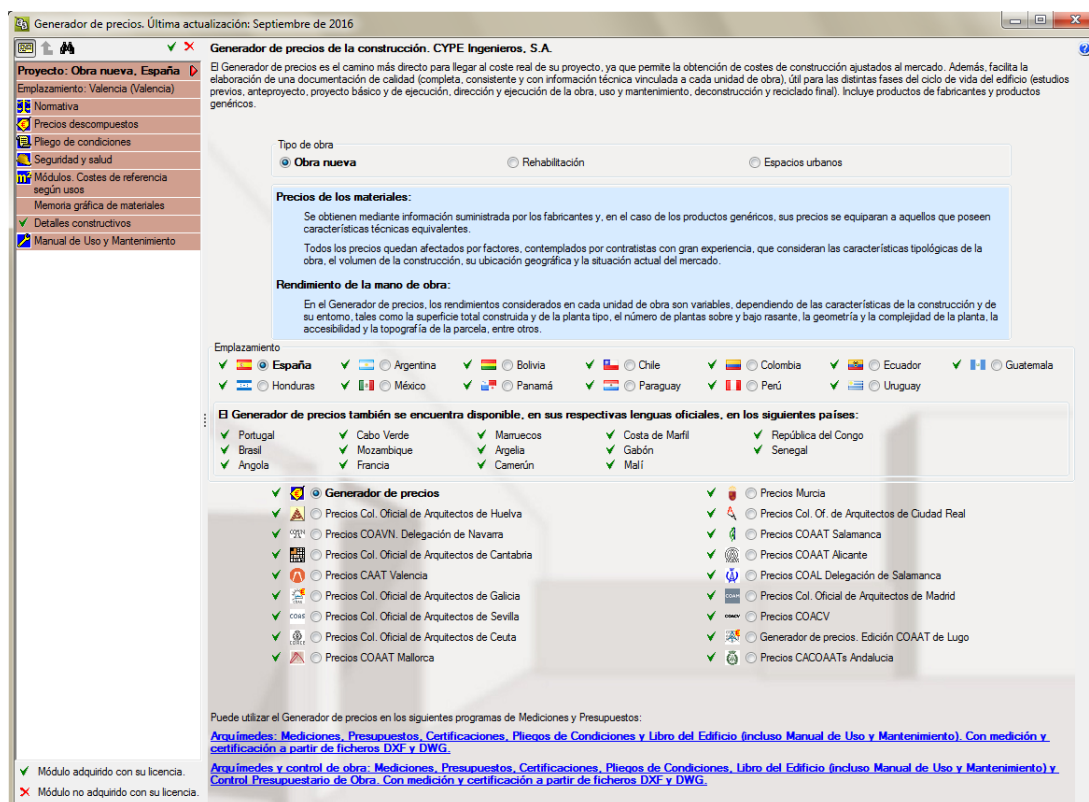 Generador de precios. Última actualización: Septiembre de 2016
Proyecto: Obra nueva, España
Emplazamiento: Valencia (Valencia)
Normativa
Precios descompuestos
Pliego de condiciones
Seguridad y salud
Módulos. Costes de referencia
según usos
Memoria gráfica de materiales
Detalles constructivos
Manual de Uso y Mantenimiento
Generador de precios de la construcción. CYPE Ingenieros, S.A.
El Generador de precios es el camino más directo para llegar al coste real de su proyecto, ya que permite la obtención de costes de construcción ajustados al mercado. Además, facilita la
elaboración de una documentación de calidad (completa, consistente y con información técnica vinculada a cada unidad de obra), útil para las distintas fases del ciclo de vida del edificio (estudios
previos, anteproyecto, proyecto básico y de ejecución, dirección y ejecución de la obra, uso y mantenimiento, deconstrucción y reciclado final). Incluye productos de fabricantes y productos
genéricos.
Tipo de obra
Obra nueva Rehabilitación Espacios urbanos
Precios de los materiales:
Se obtienen mediante información suministrada por los fabricantes y, en el caso de los productos genéricos, sus precios se equiparan a aquellos que poseen
características técnicas equivalentes.
Todos los precios quedan afectados por factores, contemplados por contratistas con gran experiencia, que consideran las características tipológicas de la
obra, el volumen de la construcción, su ubicación geográfica y la situación actual del mercado.
Rendimiento de la mano de obra:
En el Generador de precios, los rendimientos considerados en cada unidad de obra son variables, dependiendo de las características de la construcción y de
su entorno, tales como la superficie total construida y de la planta tipo, el número de plantas sobre y bajo rasante, la geometría y la complejidad de la planta, la
accesibilidad y la topografía de la parcela, entre otros.
Emplazamiento
España Argentina Bolivia Chile Colombia Ecuador Guatemala
Honduras México Panamá Paraguay Perú Uruguay
El Generador de precios también se encuentra disponible, en sus respectivas lenguas oficiales, en los siguientes países:
Portugal Cabo Verde Marruecos Costa de Marfil República del Congo
Brasil Mozambique Argelia Gabón Senegal
Angola Francia Camerún Malí
Generador de precios Precios Murcia
Precios Col. Oficial de Arquitectos de Huelva Precios Col. Of. de Arquitectos de Ciudad Real
Precios COAVN. Delegación de Navarra Precios COAAT Salamanca
Precios Col. Oficial de Arquitectos de Cantabria Precios COAAT Alicante
Precios CAAT Valencia Precios COAL Delegación de Salamanca
Precios Col. Oficial de Arquitectos de Galicia Precios Col. Oficial de Arquitectos de Madrid
Precios Col. Oficial de Arquitectos de Sevilla Precios COACV
Precios Col. Oficial de Arquitectos de Ceuta Generador de precios. Edición COAAT de Lugo
Precios COAAT Mallorca Precios CACOAATs Andalucia
Puede utilizar el Generador de precios en los siguientes programas de Mediciones y Presupuestos:
Arquímedes: Mediciones, Presupuestos, Certificaciones, Pliegos de Condiciones y Libro del Edificio (incluso Manual de Uso y Mantenimiento). Con medición y
certificación a partir de ficheros DXF y DWG.
Arquímedes y control de obra: Mediciones, Presupuestos, Certificaciones, Pliegos de Condiciones, Libro del Edificio (incluso Manual de Uso y Mantenimiento) y
Control Presupuestario de Obra. Con medición y certificación a partir de ficheros DXF y DWG.
Módulo adquirido con su licencia.
Módulo no adquirido con su licencia.